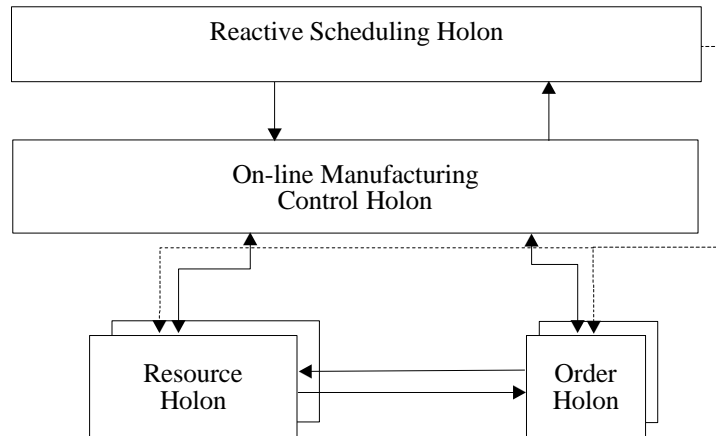 Reactive Scheduling Holon
On-line Manufacturing
Control Holon
Resource
Holon
Order
Holon